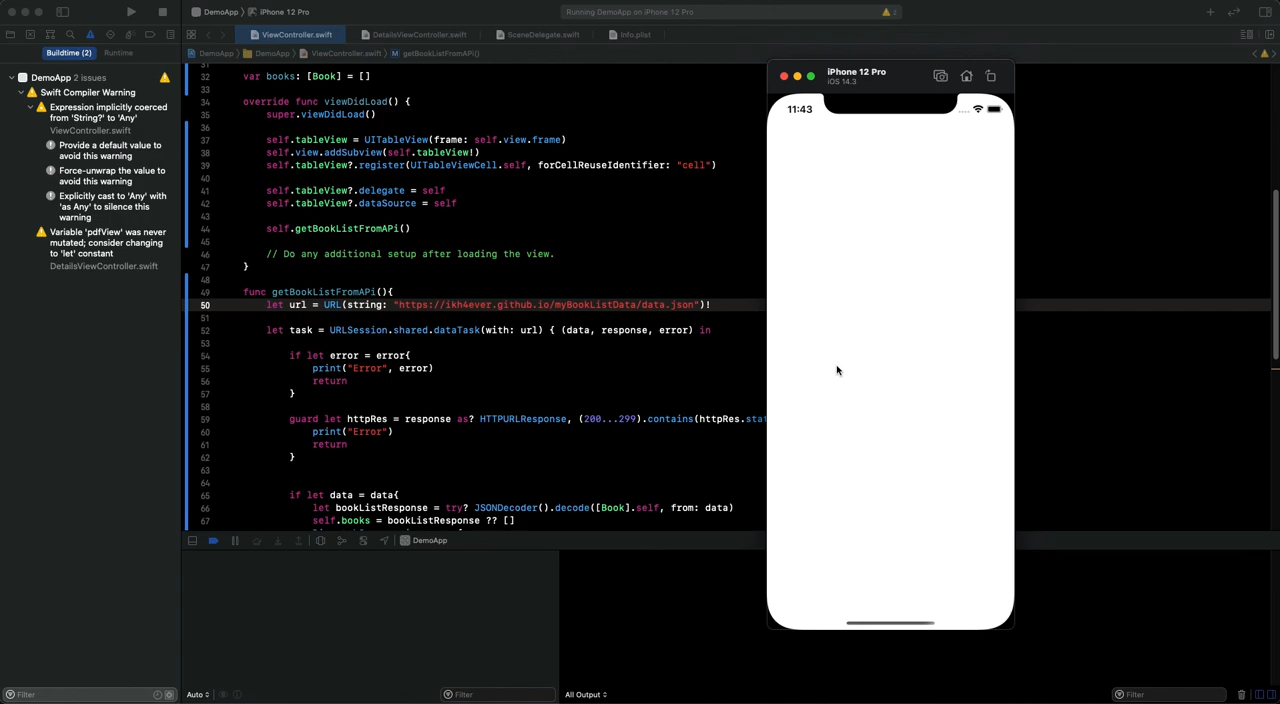 DemoApp
iPhone 12 Pro
Running DemoApp on iPhone 12 Pro
2
ViewController.swift
DetailsViewController.swift
SceneDelegate.swift
Info.plist
Buildtime (2)
Runtime
DemoApp
DemoApp
ViewController.swift
M
getBookListFromAPi()
DemoApp 2 issues
Swift Compiler Warning
Expression implicitly coerced
from 'String?' to 'Any'
ViewController.swift
Provide a default value to
avoid this warning
Force-unwrap the value to
avoid this warning
Explicitly cast to 'Any' with
'as Any' to silence this
warning
Variable 'pdfView' was never
mutated; consider changing
to 'let' constant
DetailsViewController.swift
31
32 var books: [Book] = []
33
34 override func viewDidLoad() {
35 super.viewDidLoad()
36
37 self.tableView = UITableView(frame: self.view.frame)
38 self.view.addSubview(self.tableView!)
39 self.tableView?.register(UITableViewCell.self, forCellReuseIdentifier: "cell")
40
41 self.tableView?.delegate = self
42 self.tableView?.dataSource = self
43
44 self.getBookListFromAPi()
45
46 // Do any additional setup after loading the view.
47 }
48
49 func getBookListFromAPi(){
50 let url = URL(string: "https://ikh4ever.github.io/myBookListData/data.json")!
51
52 let task = URLSession.shared.dataTask(with: url) { (data, response, error) in
53
54 if let error = error{
55 print("Error", error)
56 return
57 }
58
59 guard let httpRes = response as? HTTPURLResponse, (200...299).contains(httpRes.sta
60 print("Error")
61 return
62 }
63
64
65 if let data = data{
66 let bookListResponse = try? JSONDecoder().decode([Book].self, from: data)
67 self.books = bookListResponse ?? []
iPhone 12 Pro
iOS 14.3
11:43
DemoApp
Filter
Auto
Filter
All Output
Filter